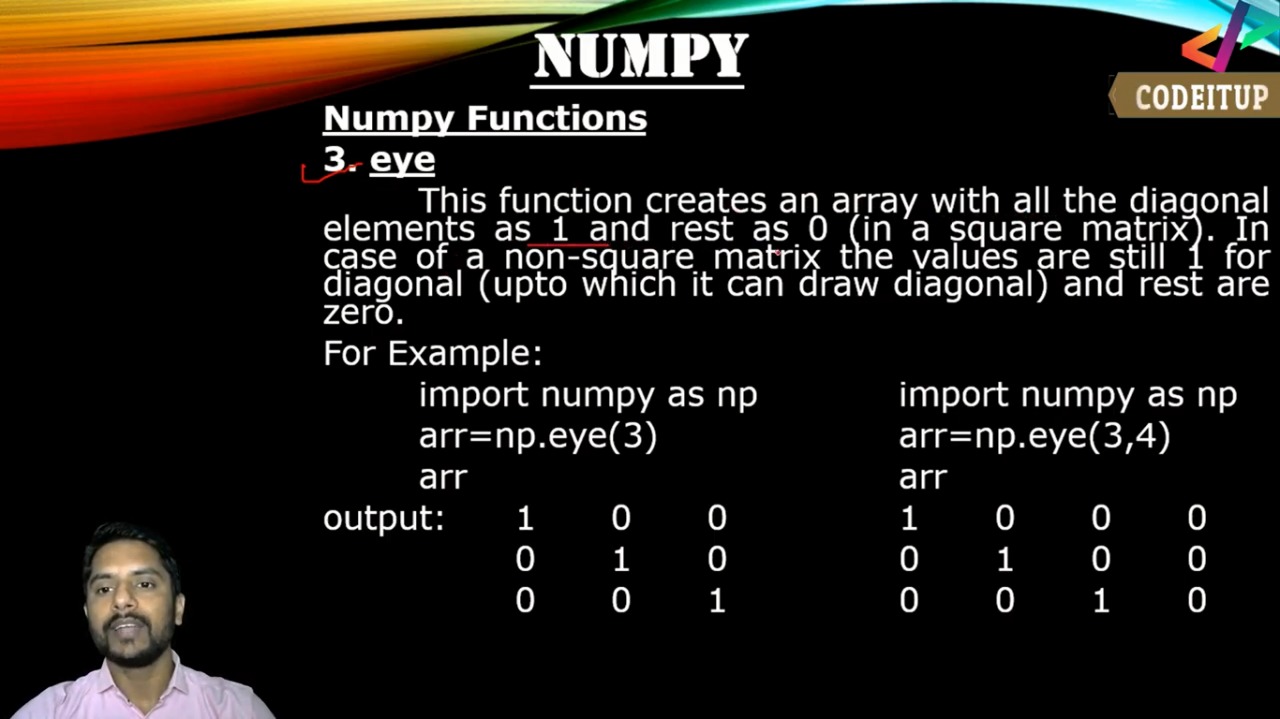 NUMPY
CODEITUP
Numpy Functions
3. eye
This function creates an array with all the diagonal
elements as 1 and rest as 0 (in a square matrix). In
case of a non-square matrix the values are still 1 for
diagonal (upto which it can draw diagonal) and rest are
zero.
For Example:
import numpy as np import numpy as np
arr=np.eye(3) arr=np.eye(3,4)
arr arr
output: 1 0 0 1 0 0 0
0 1 0 0 1 0 0
0 0 1 0 0 1 0